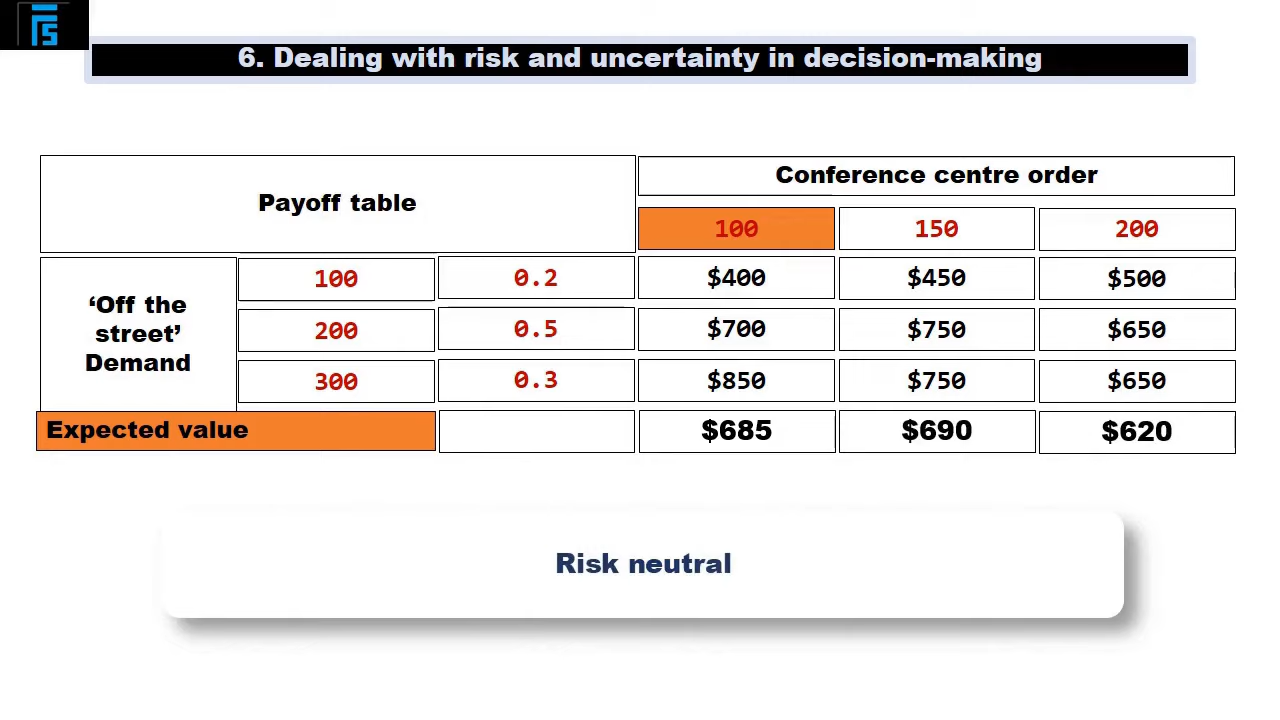 6. Dealing with risk and uncertainty in decision-making
Payoff table
Conference centre order
100 150 200
‘Off the
street’
Demand
100 0.2 $400 $450 $500
200 0.5 $700 $750 $650
300 0.3 $850 $750 $650
Expected value $685 $690 $620
Risk neutral